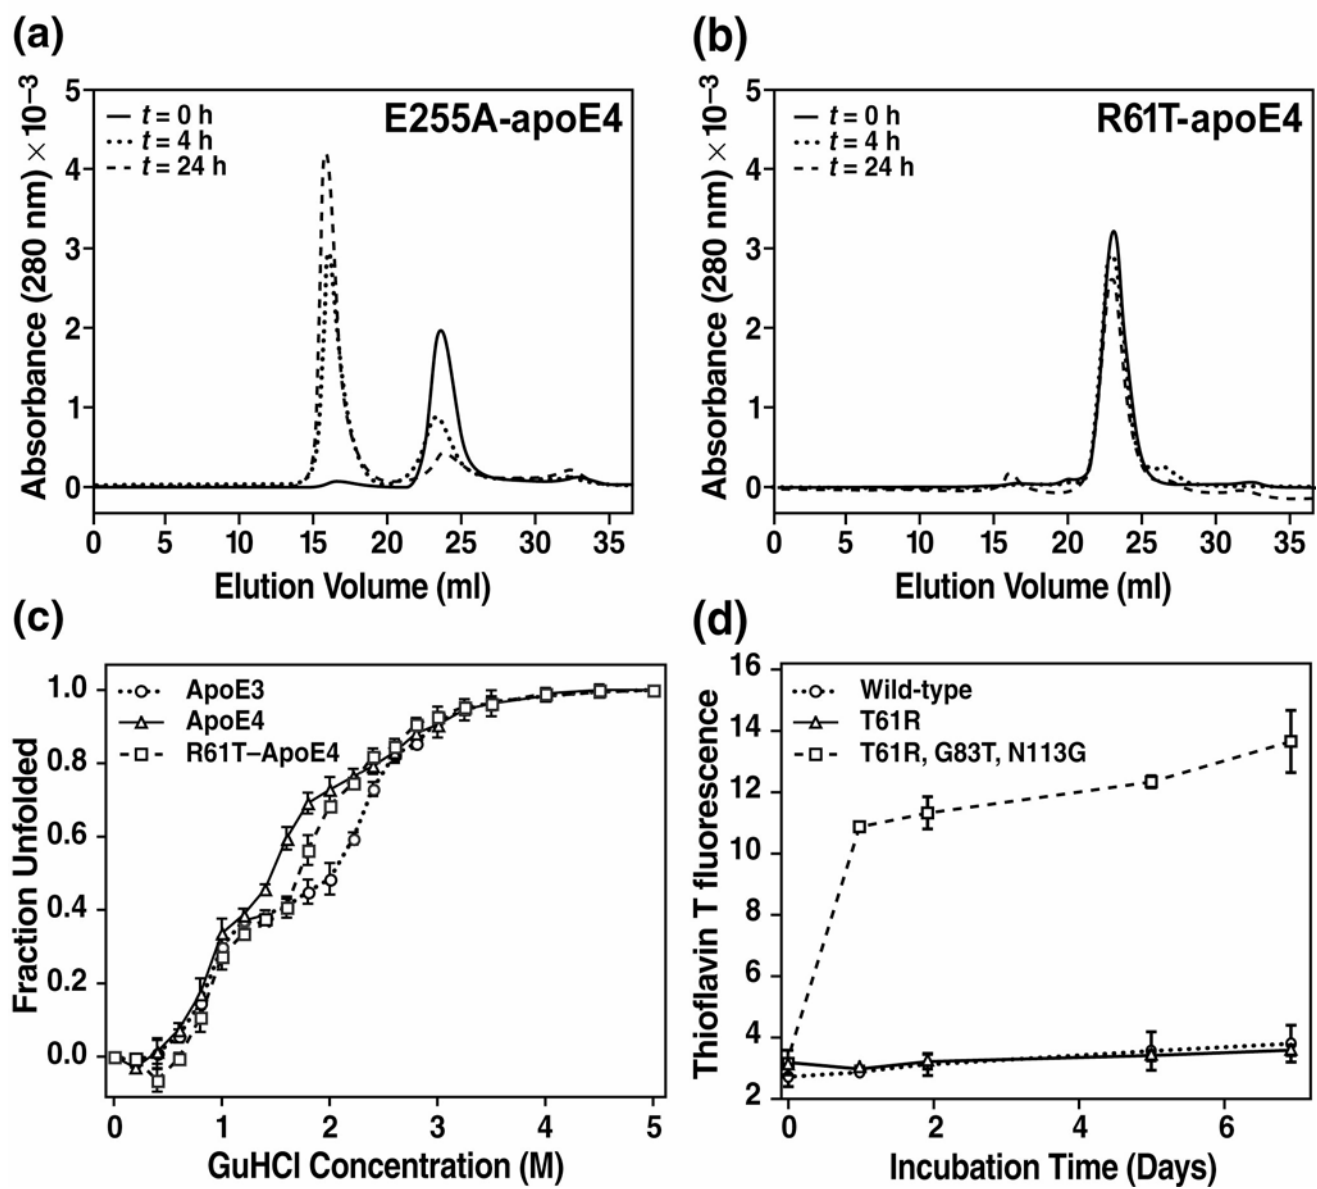 (a)
E255A-apoE4
t = 0 h
t = 4 h
t = 24 h
Absorbance (280 nm) × 10⁻³
5
4
3
2
1
0
0 5 10 15 20 25 30 35
Elution Volume (ml)
(b)
R61T-apoE4
t = 0 h
t = 4 h
t = 24 h
Absorbance (280 nm) × 10⁻³
5
4
3
2
1
0
0 5 10 15 20 25 30 35
Elution Volume (ml)
(c)
ApoE3
ApoE4
R61T–ApoE4
Fraction Unfolded
1.0
0.8
0.6
0.4
0.2
0.0
0 1 2 3 4 5
GuHCl Concentration (M)
(d)
Wild-type
T61R
T61R, G83T, N113G
Thioflavin T fluorescence
16
14
12
10
8
6
4
2
0 2 4 6
Incubation Time (Days)